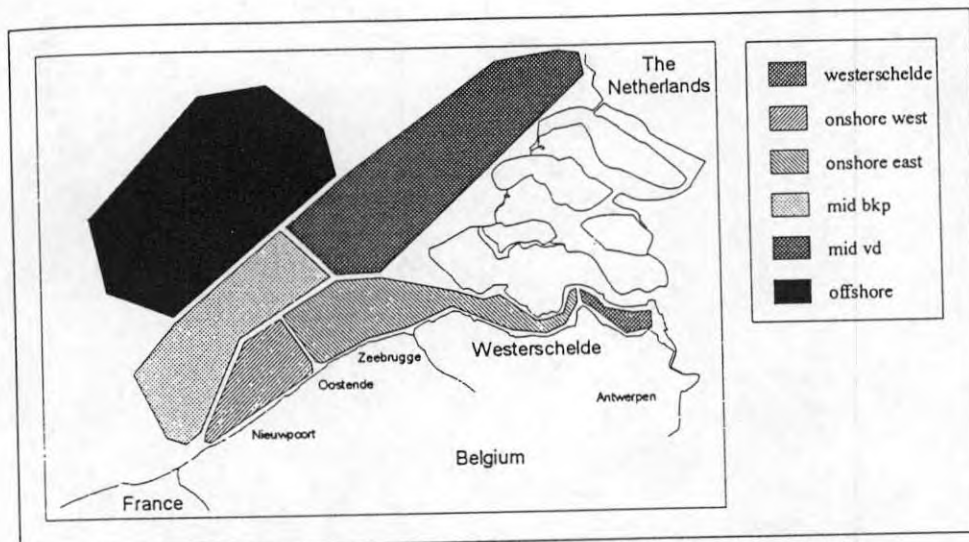 The
Netherlands
Westerschelde
Zeebrugge
Oostende
Antwerpen
Nieuwpoort
Belgium
France
westerschelde
onshore west
onshore east
mid bkp
mid vd
offshore